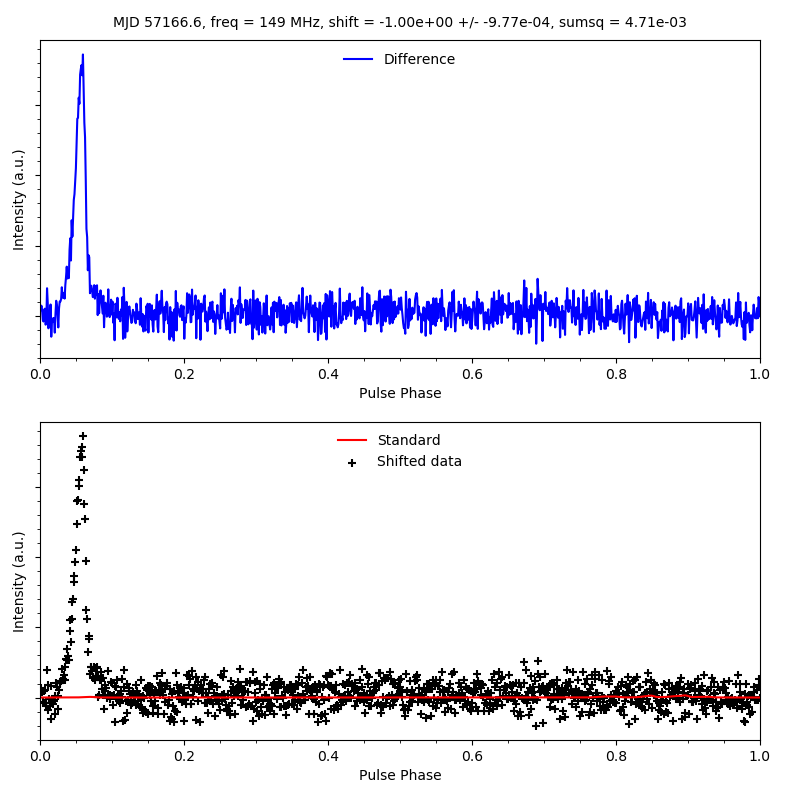 MJD 57166.6, freq = 149 MHz, shift = -1.00e+00 +/- -9.77e-04, sumsq = 4.71e-03
Difference
Intensity (a.u.)
0.0 0.2 0.4 0.6 0.8 1.0
Pulse Phase
Standard
Shifted data
Intensity (a.u.)
0.0 0.2 0.4 0.6 0.8 1.0
Pulse Phase